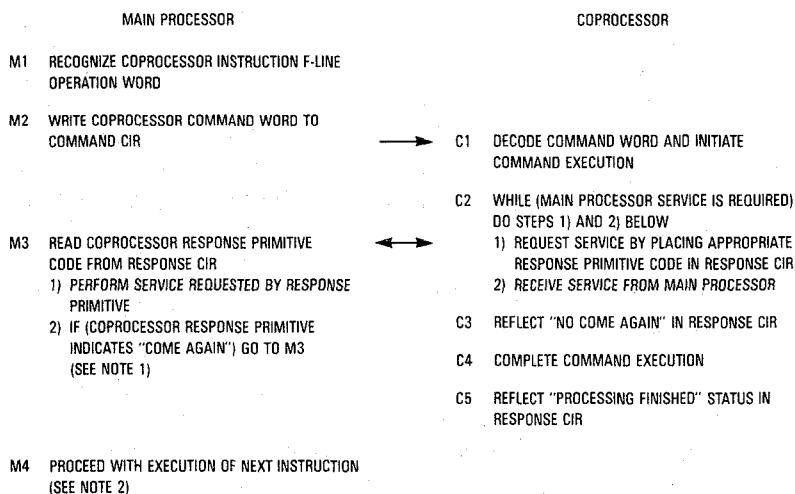 MAIN PROCESSOR
COPROCESSOR
M1 RECOGNIZE COPROCESSOR INSTRUCTION F-LINE
OPERATION WORD
M2 WRITE COPROCESSOR COMMAND WORD TO
COMMAND CIR
C1 DECODE COMMAND WORD AND INITIATE
COMMAND EXECUTION
C2 WHILE (MAIN PROCESSOR SERVICE IS REQUIRED)
DO STEPS 1) AND 2) BELOW
1) REQUEST SERVICE BY PLACING APPROPRIATE
RESPONSE PRIMITIVE CODE IN RESPONSE CIR
2) RECEIVE SERVICE FROM MAIN PROCESSOR
M3 READ COPROCESSOR RESPONSE PRIMITIVE
CODE FROM RESPONSE CIR
1) PERFORM SERVICE REQUESTED BY RESPONSE
PRIMITIVE
2) IF (COPROCESSOR RESPONSE PRIMITIVE
INDICATES "COME AGAIN") GO TO M3
(SEE NOTE 1)
C3 REFLECT "NO COME AGAIN" IN RESPONSE CIR
C4 COMPLETE COMMAND EXECUTION
C5 REFLECT "PROCESSING FINISHED" STATUS IN
RESPONSE CIR
M4 PROCEED WITH EXECUTION OF NEXT INSTRUCTION
(SEE NOTE 2)